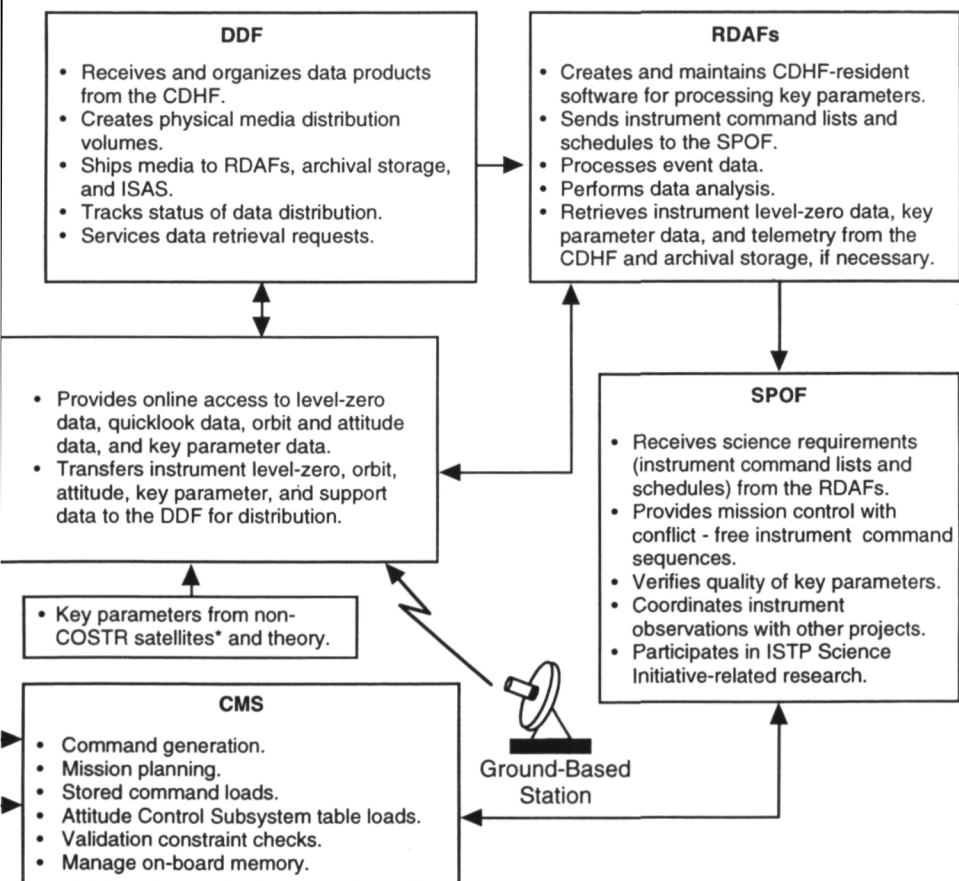 DDF
• Receives and organizes data products
from the CDHF.
• Creates physical media distribution
volumes.
• Ships media to RDAFs, archival storage,
and ISAS.
• Tracks status of data distribution.
• Services data retrieval requests.
RDAFs
• Creates and maintains CDHF-resident
software for processing key parameters.
• Sends instrument command lists and
schedules to the SPOF.
• Processes event data.
• Performs data analysis.
• Retrieves instrument level-zero data, key
parameter data, and telemetry from the
CDHF and archival storage, if necessary.
• Provides online access to level-zero
data, quicklook data, orbit and attitude
data, and key parameter data.
• Transfers instrument level-zero, orbit,
attitude, key parameter, and support
data to the DDF for distribution.
SPOF
• Receives science requirements
(instrument command lists and
schedules) from the RDAFs.
• Provides mission control with
conflict - free instrument command
sequences.
• Verifies quality of key parameters.
• Coordinates instrument
observations with other projects.
• Participates in ISTP Science
Initiative-related research.
• Key parameters from non-
COSTR satellites* and theory.
CMS
• Command generation.
• Mission planning.
• Stored command loads.
• Attitude Control Subsystem table loads.
• Validation constraint checks.
• Manage on-board memory.
Ground-Based
Station